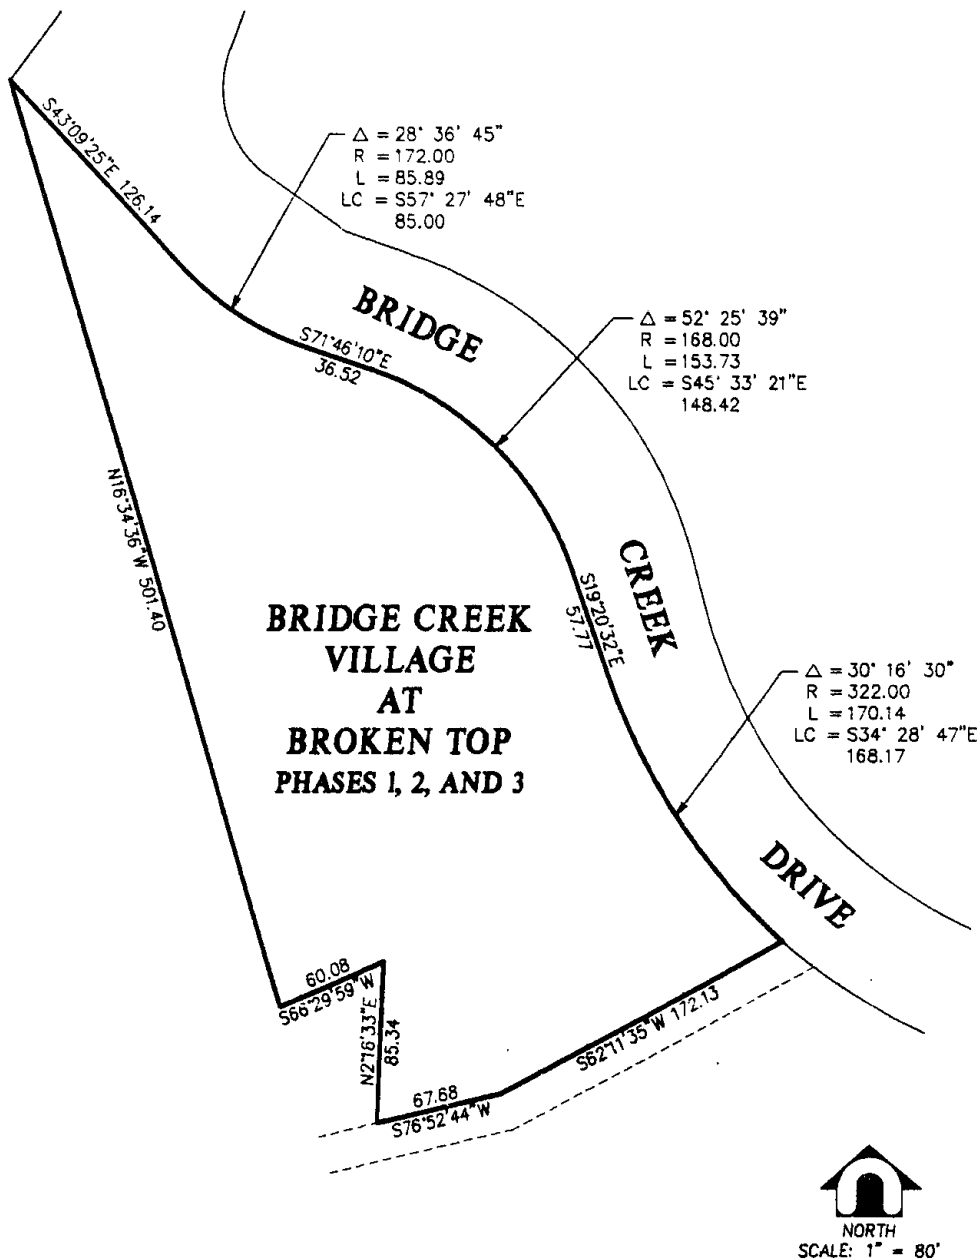 S43°09'25"E 126.14
Δ = 28° 36' 45"
R = 172.00
L = 85.89
LC = S57° 27' 48"E
85.00
BRIDGE
S71°46'10"E
36.52
Δ = 52° 25' 39"
R = 168.00
L = 153.73
LC = S45° 33' 21"E
148.42
N16°34'36"W 501.40
CREEK
S19°20'32"E
57.77
BRIDGE CREEK
VILLAGE
AT
BROKEN TOP
PHASES 1, 2, AND 3
Δ = 30° 16' 30"
R = 322.00
L = 170.14
LC = S34° 28' 47"E
168.17
DRIVE
60.08
S66°29'59"W
N2°16'33"E
85.34
S62°11'35"W 172.13
67.68
S76°52'44"W
NORTH
SCALE: 1" = 80'